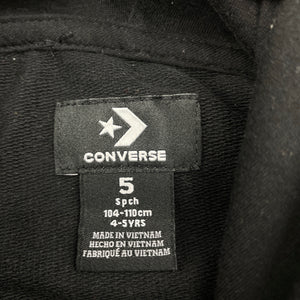 CONVERSE
5
5pch
104-110cm
4-5YRS
MADE IN VIETNAM
HECHO EN VIETNAM
FABRIQUÉ AU VIETNAM